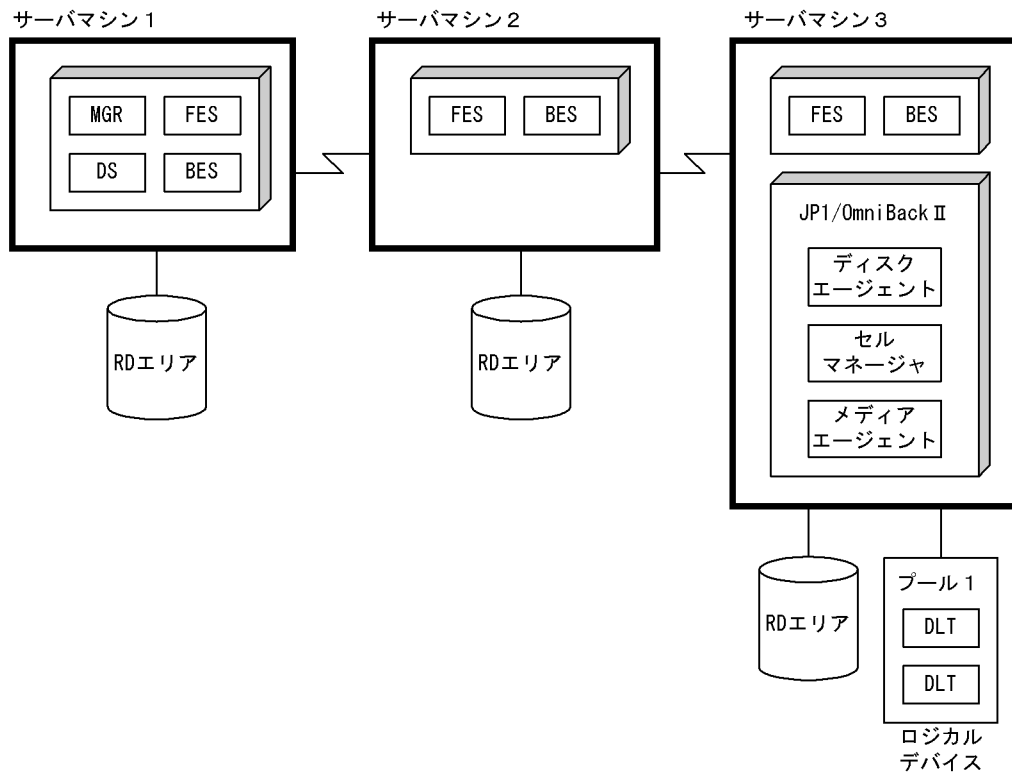 サーバマシン１
サーバマシン２
サーバマシン３
MGR
FES
DS
BES
FES
BES
FES
BES
JP1/OmniBackⅡ
ディスク
エージェント
セル
マネージャ
メディア
エージェント
RDエリア
RDエリア
RDエリア
プール１
DLT
DLT
ロジカル
デバイス